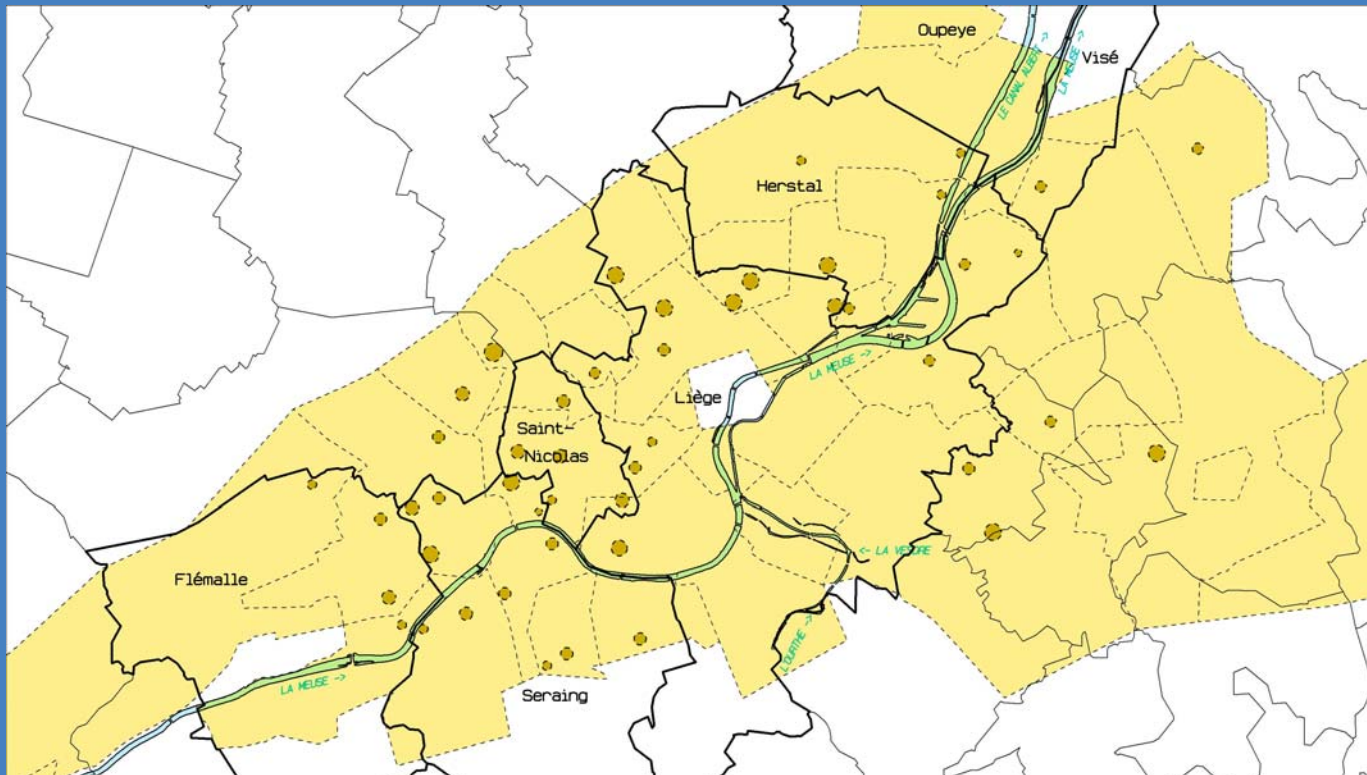 Oupeye
Visé
LE CANAL ALBERT ->
LA MEUSE ->
Herstal
LA MEUSE ->
Liège
Saint-
Nicolas
<- LA VESDRE
Flémalle
L'OURTHE ->
LA MEUSE ->
Seraing